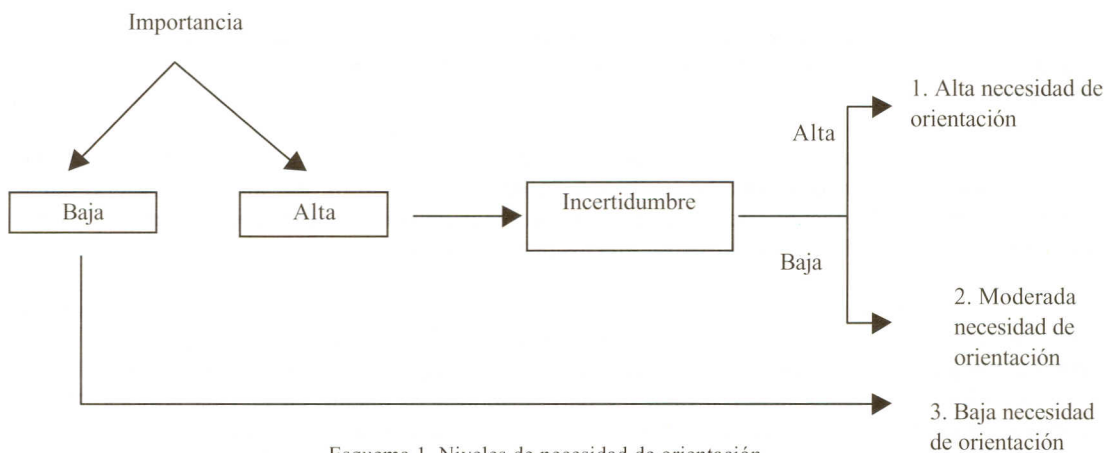 Importancia
1. Alta necesidad de
orientación
Alta
Baja
Alta
Incertidumbre
Baja
2. Moderada
necesidad de
orientación
3. Baja necesidad
de orientación
Esquema 1. Niveles de necesidad de orientación